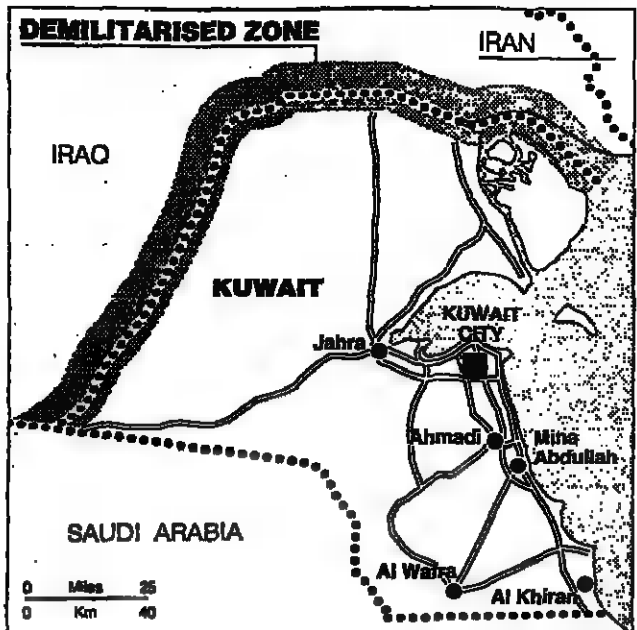 DEMILITARISED ZONE
IRAN
IRAQ
KUWAIT
KUWAIT
CITY
Jahra
Ahmadi
Mina
Abdullah
SAUDI ARABIA
Al Wafra
Al Khiran
0 Miles 25
0 Km 40